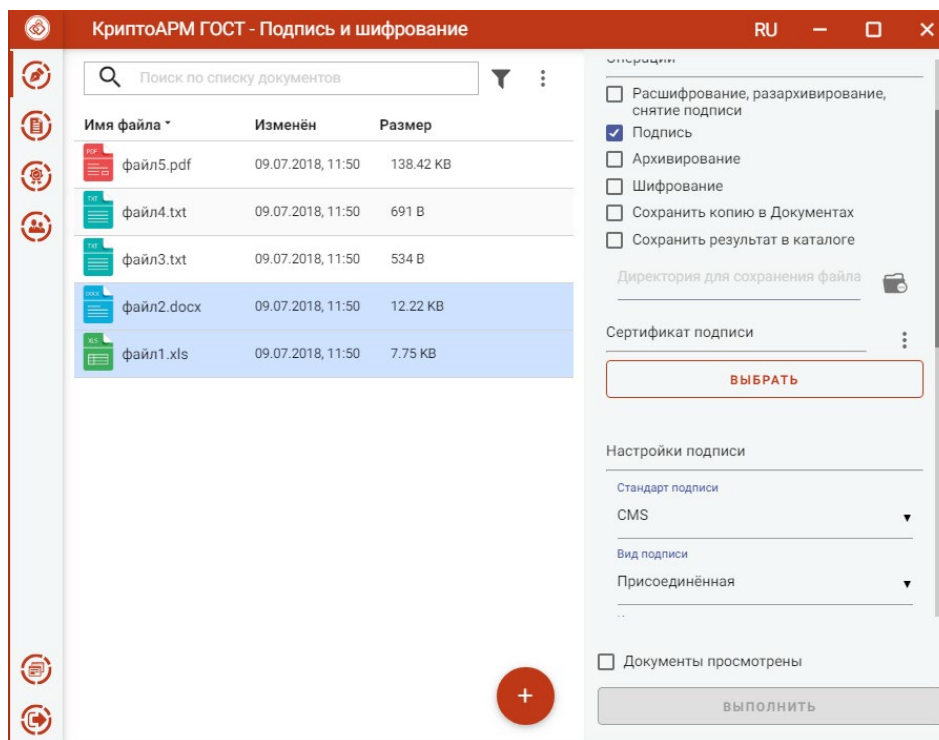 КриптоАРМ ГОСТ - Подпись и шифрование
RU
Поиск по списку документов
Имя файла Изменён Размер
PDF
файл5.pdf 09.07.2018, 11:50 138.42 KB
TXT
файл4.txt 09.07.2018, 11:50 691 B
TXT
файл3.txt 09.07.2018, 11:50 534 B
DOCX
файл2.docx 09.07.2018, 11:50 12.22 KB
XLS
файл1.xls 09.07.2018, 11:50 7.75 KB
+
Операции
Расшифрование, разархивирование,
снятие подписи
Подпись
Архивирование
Шифрование
Сохранить копию в Документах
Сохранить результат в каталоге
Директория для сохранения файла
Сертификат подписи
ВЫБРАТЬ
Настройки подписи
Стандарт подписи
CMS
Вид подписи
Присоединённая
Документы просмотрены
ВЫПОЛНИТЬ